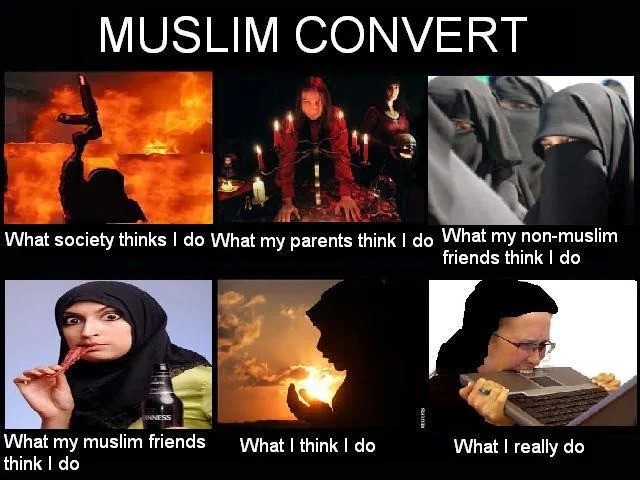 MUSLIM CONVERT
What society thinks I do
What my parents think I do
What my non-muslim
friends think I do
INNESS
What my muslim friends
think I do
What I think I do
What I really do